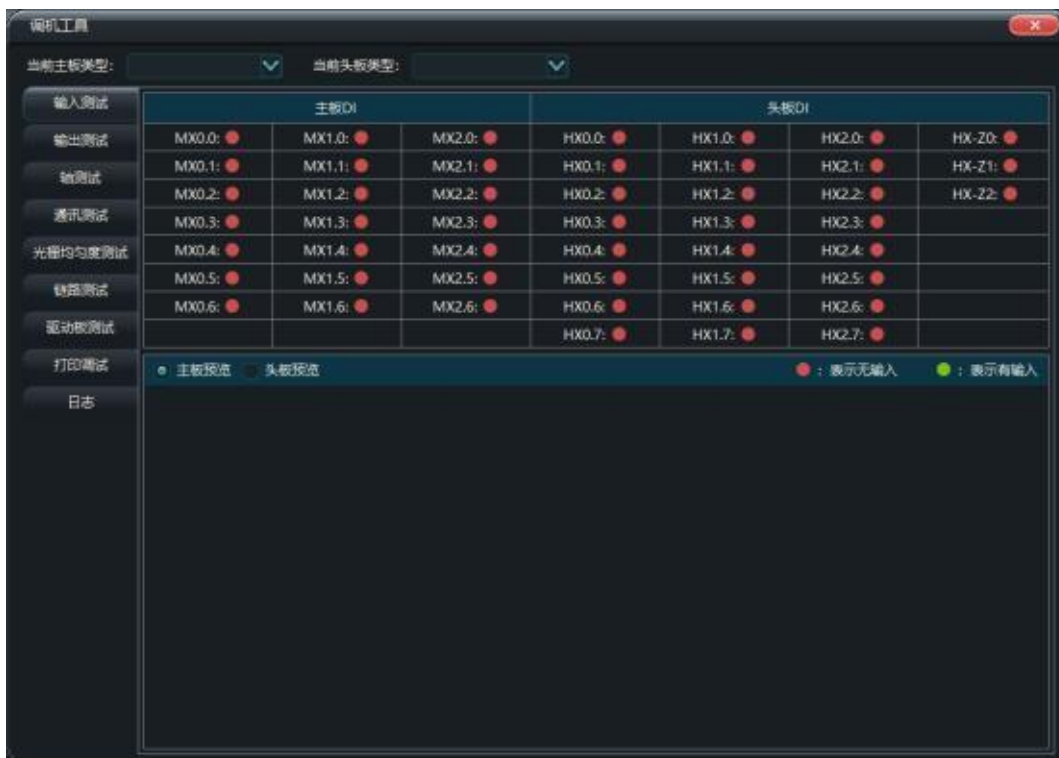 调机工具
当前主板类型: 当前头板类型:
输入测试
输出测试
轴测试
通讯测试
光栅均匀度测试
链路测试
驱动板测试
打印调试
日志
主板DI 头板DI
MX0.0: MX1.0: MX2.0: HX0.0: HX1.0: HX2.0: HX-Z0:
MX0.1: MX1.1: MX2.1: HX0.1: HX1.1: HX2.1: HX-Z1:
MX0.2: MX1.2: MX2.2: HX0.2: HX1.2: HX2.2: HX-Z2:
MX0.3: MX1.3: MX2.3: HX0.3: HX1.3: HX2.3:
MX0.4: MX1.4: MX2.4: HX0.4: HX1.4: HX2.4:
MX0.5: MX1.5: MX2.5: HX0.5: HX1.5: HX2.5:
MX0.6: MX1.6: MX2.6: HX0.6: HX1.6: HX2.6:
HX0.7: HX1.7: HX2.7:
主板预览 头板预览 : 表示无输入 : 表示有输入